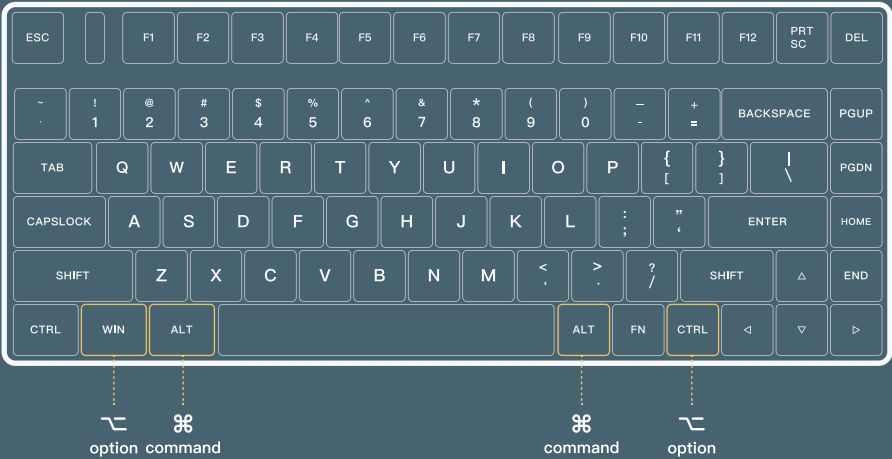 ESC F1 F2 F3 F4 F5 F6 F7 F8 F9 F10 F11 F12 PRT SC DEL
~ ! @ # $ % ^ & * ( ) — +
· 1 2 3 4 5 6 7 8 9 0 - = BACKSPACE PGUP
TAB Q W E R T Y U I O P { [ } ] | \ PGDN
CAPSLOCK A S D F G H J K L : ; ” ‘ ENTER HOME
SHIFT Z X C V B N M < ‘ > · ? / SHIFT △ END
CTRL WIN ALT ALT FN CTRL ◁ ▽ ▷
⌥ ⌘ ⌘ ⌥
option command command option